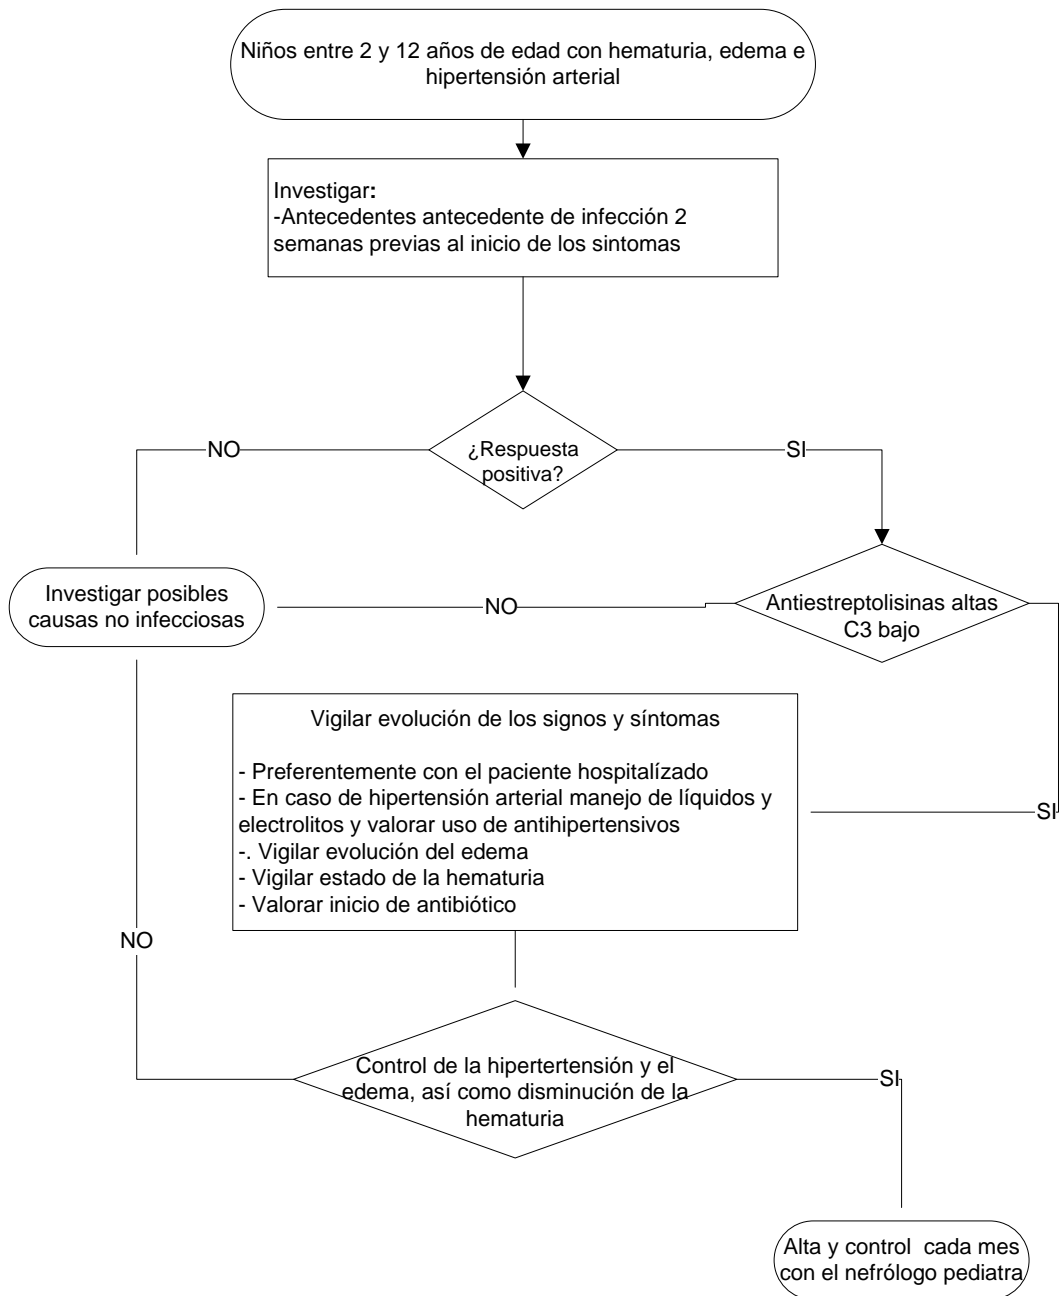 Niños entre 2 y 12 años de edad con hematuria, edema e
hipertensión arterial
Investigar:
-Antecedentes antecedente de infección 2
semanas previas al inicio de los sintomas
¿Respuesta
positiva?
NO
SI
Investigar posibles
causas no infecciosas
NO
Antiestreptolisinas altas
C3 bajo
Vigilar evolución de los signos y síntomas
- Preferentemente con el paciente hospitalízado
- En caso de hipertensión arterial manejo de líquidos y
electrolitos y valorar uso de antihipertensivos
-. Vigilar evolución del edema
- Vigilar estado de la hematuria
- Valorar inicio de antibiótico
SI
NO
Control de la hipertertensión y el
edema, así como disminución de la
hematuria
SI
Alta y control  cada mes
con el nefrólogo pediatra